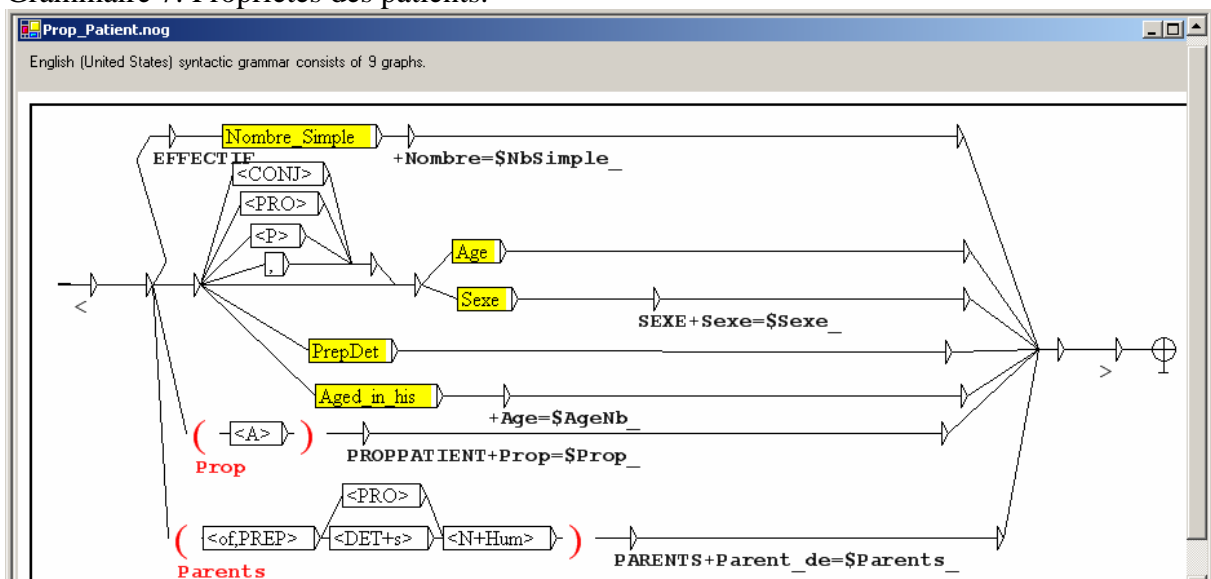 Grammaire 7. Propriétés des patients.
Prop_Patient.nog
English (United States) syntactic grammar consists of 9 graphs.
Nombre_Simple
EFFECTIF
+Nombre=$NbSimple_
<CONJ>
<PRO>
<P>
,
Age
Sexe
SEXE+Sexe=$Sexe_
<
PrepDet
>
Aged_in_his
+Age=$AgeNb_
( <A> )
Prop
PROPPATIENT+Prop=$Prop_
<PRO>
( <of,PREP> <DET+s> <N+Hum> )
Parents
PARENTS+Parent_de=$Parents_